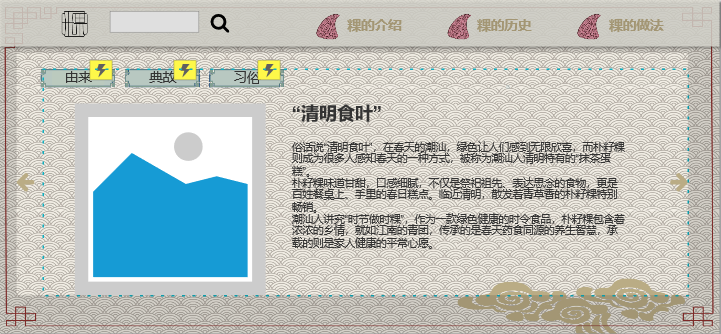 粿的介绍 粿的历史 粿的做法
由来 典故 习俗
“清明食叶”
俗话说“清明食叶”，在春天的潮汕，绿色让人们感到无限欣喜，而朴籽粿
则成为很多人感知春天的一种方式，被称为潮汕人清明特有的“抹茶蛋
糕”。
朴籽粿味道甘甜，口感细腻，不仅是祭祀祖先、表达思念的食物，更是
百姓餐桌上、手里的春日糕点。临近清明，散发着青草香的朴籽粿特别
畅销。
潮汕人讲究“时节做时粿”，作为一款绿色健康的时令食品，朴籽粿包含着
浓浓的乡情，就如江南的青团，传承的是春天药食同源的养生智慧，承
载的则是家人健康的平常心愿。